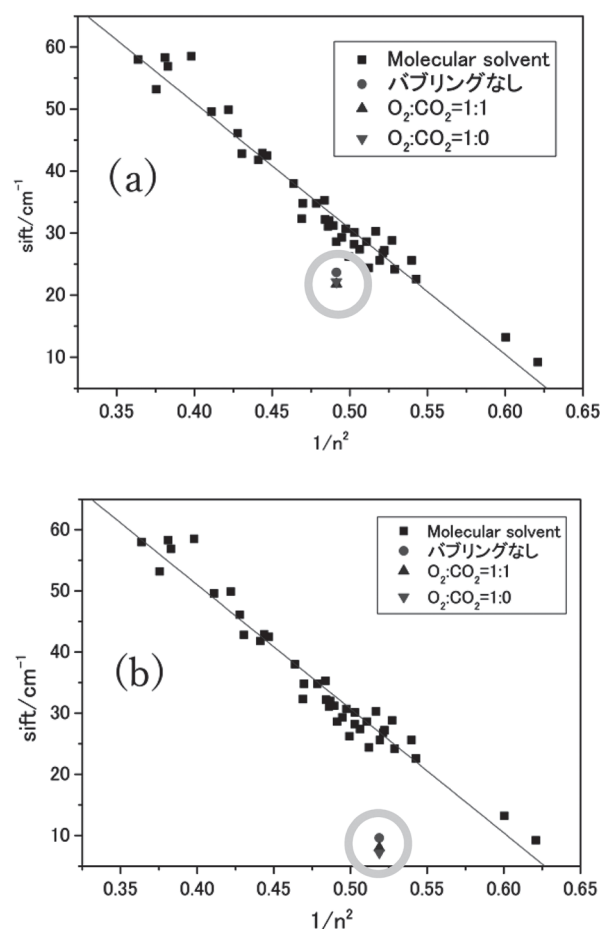 60
50
40
30
20
10
sift/cm⁻¹
(a)
Molecular solvent
バブリングなし
O₂:CO₂=1:1
O₂:CO₂=1:0
0.35 0.40 0.45 0.50 0.55 0.60 0.65
1/n²
60
50
40
30
20
10
sift/cm⁻¹
(b)
Molecular solvent
バブリングなし
O₂:CO₂=1:1
O₂:CO₂=1:0
0.35 0.40 0.45 0.50 0.55 0.60 0.65
1/n²